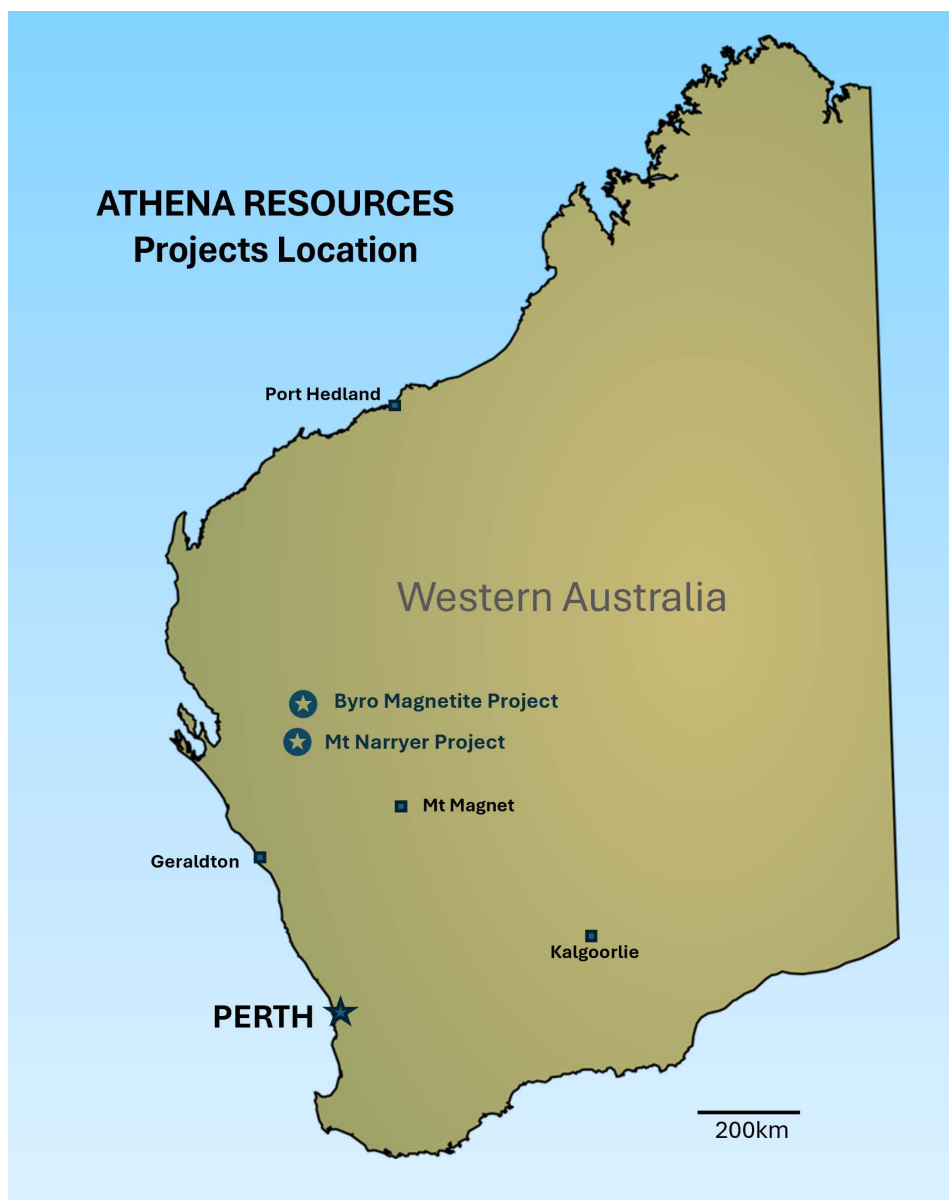 ATHENA RESOURCES
Projects Location
Port Hedland
Western Australia
Byro Magnetite Project
Mt Narryer Project
Mt Magnet
Geraldton
Kalgoorlie
PERTH
200km